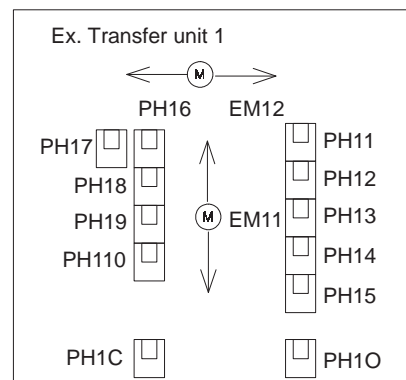 Ex. Transfer unit 1
M
PH16 EM12
PH17 PH11
PH18 PH12
PH19 M EM11 PH13
PH110 PH14
PH15
PH1C PH1O